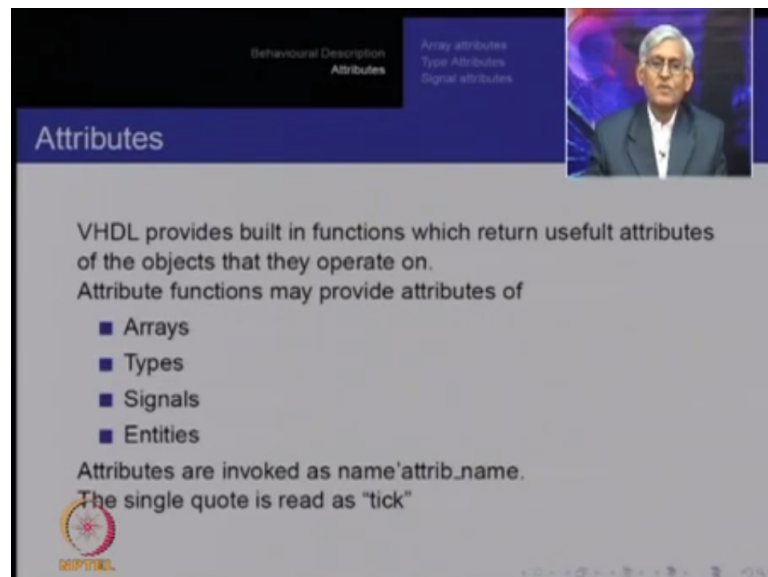 Behavioural Description
Attributes
Array attributes
Type Attributes
Signal attributes
Attributes
VHDL provides built in functions which return usefult attributes
of the objects that they operate on.
Attribute functions may provide attributes of
Arrays
Types
Signals
Entities
Attributes are invoked as name'attrib_name.
The single quote is read as "tick"
NPTEL